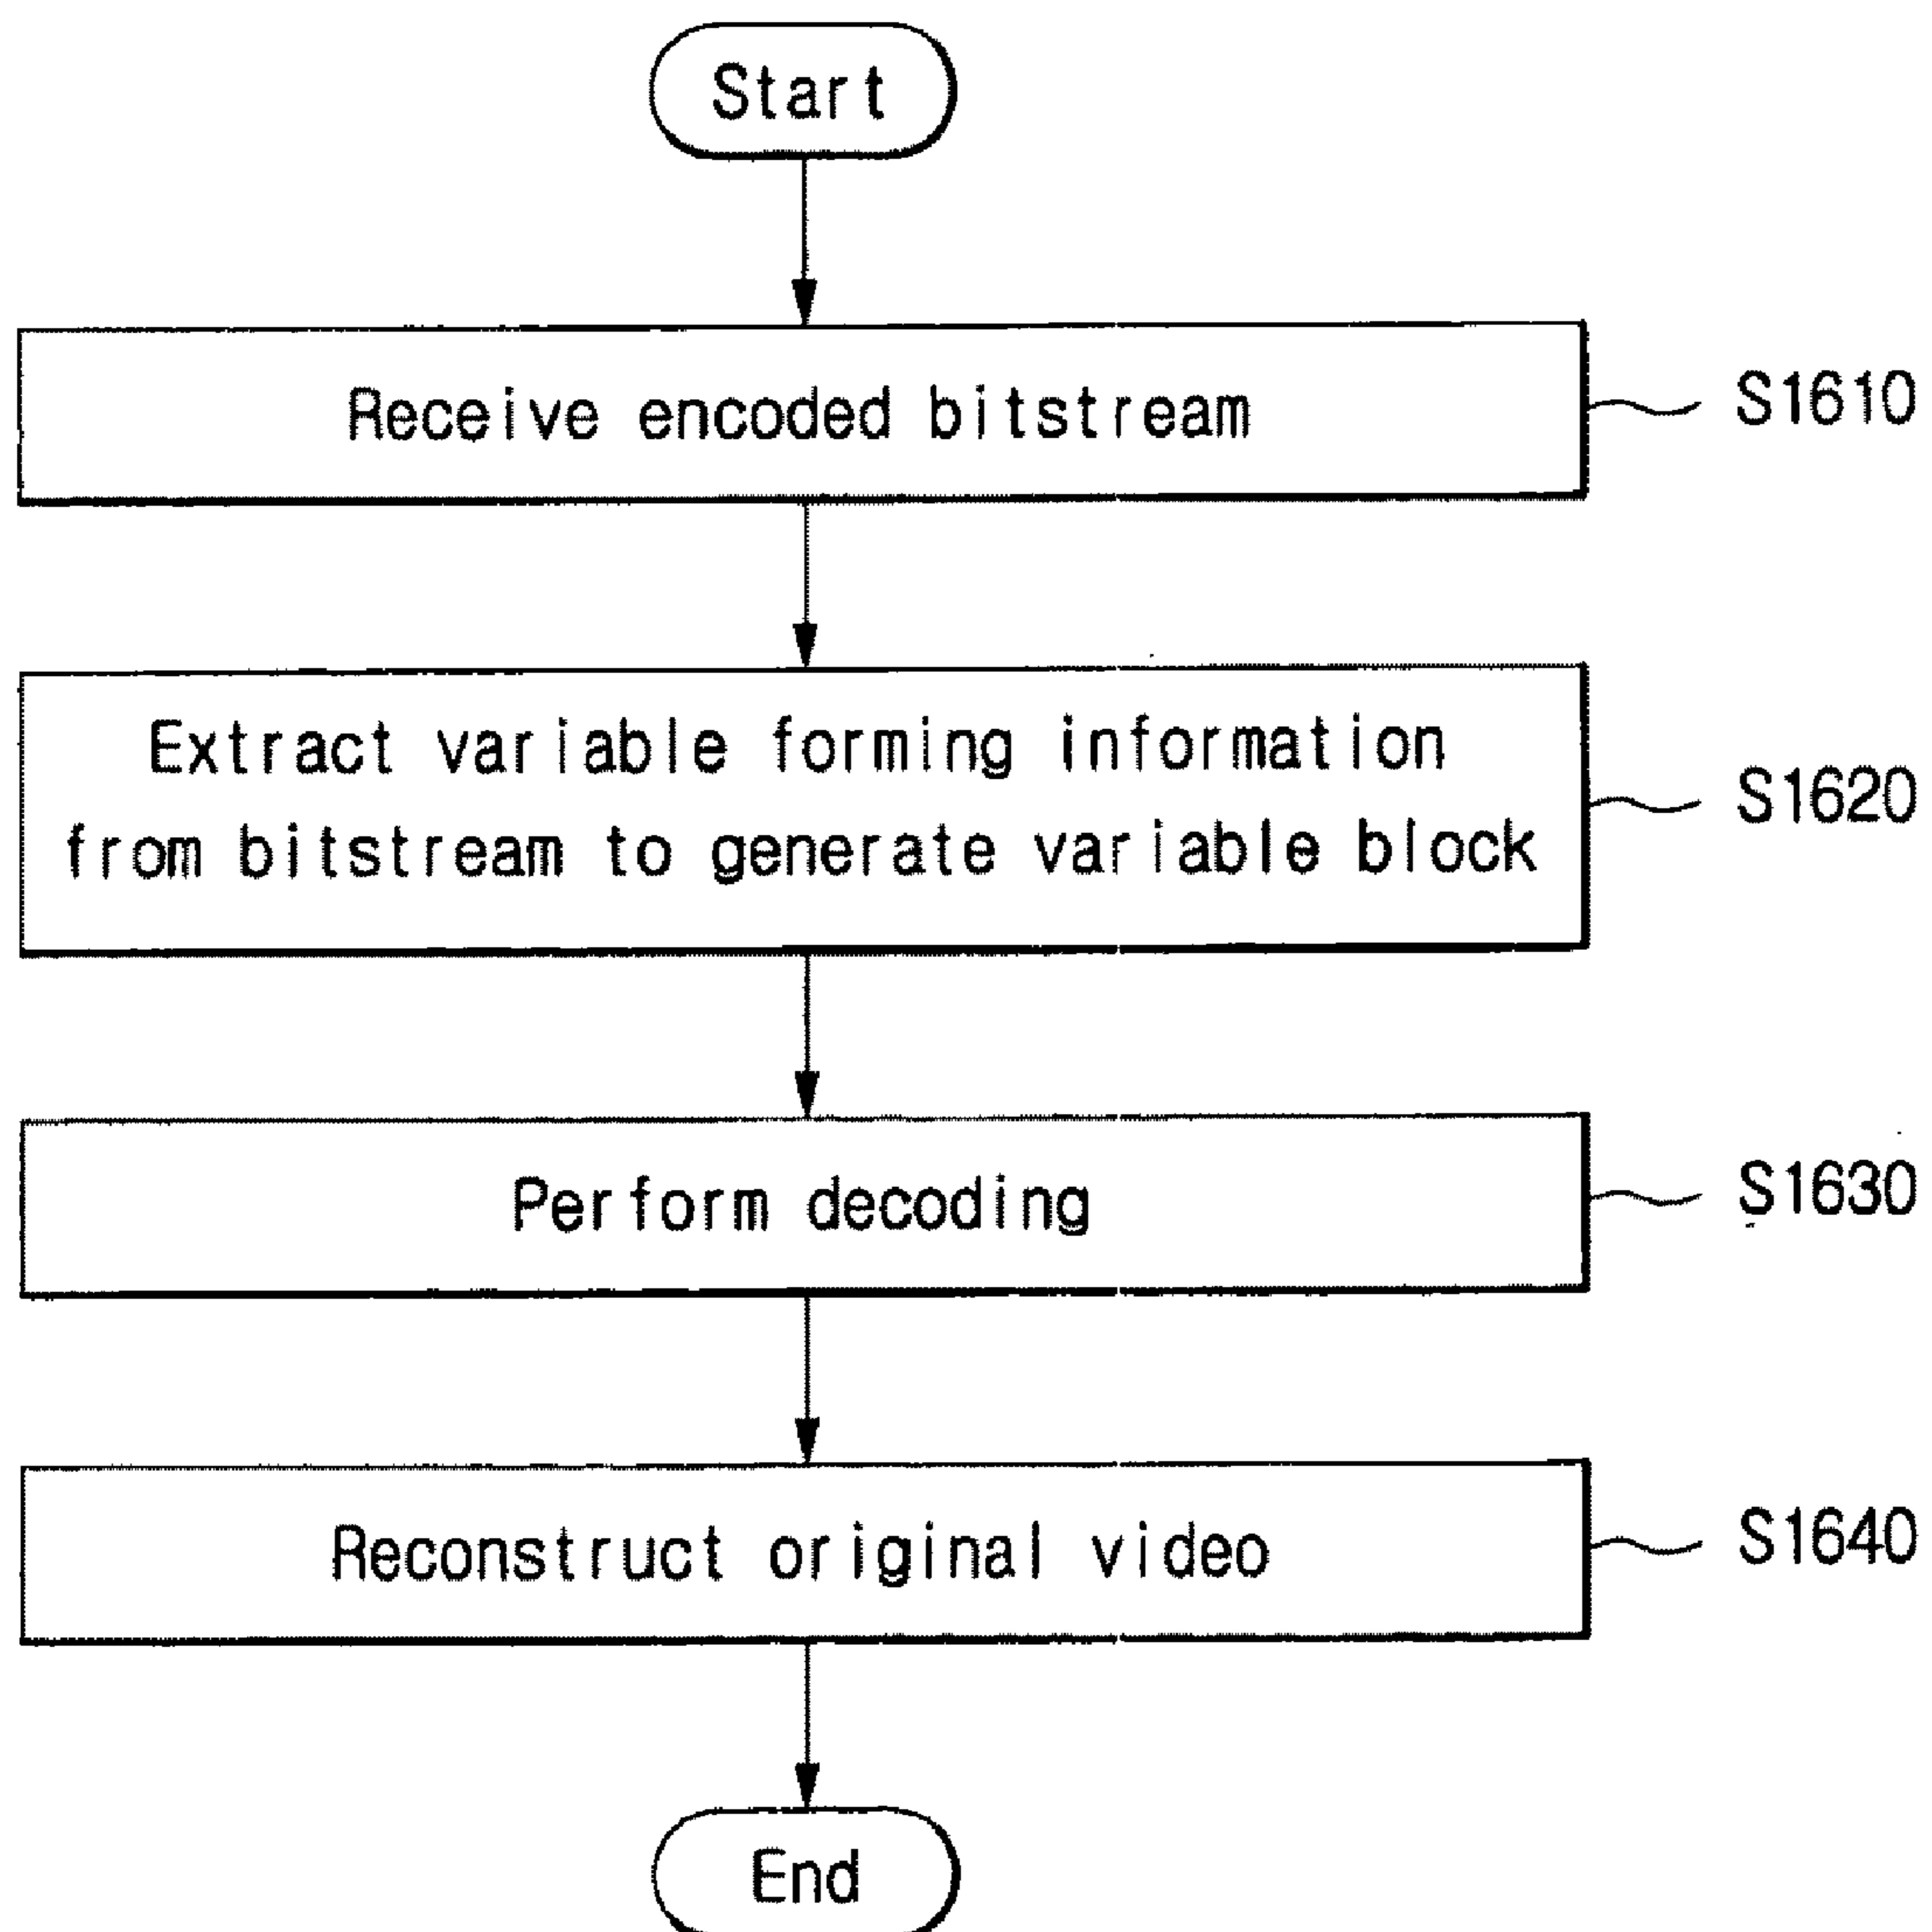 Start
Receive encoded bitstream
S1610
Extract variable forming information
from bitstream to generate variable block
S1620
Perform decoding
S1630
Reconstruct original video
S1640
End